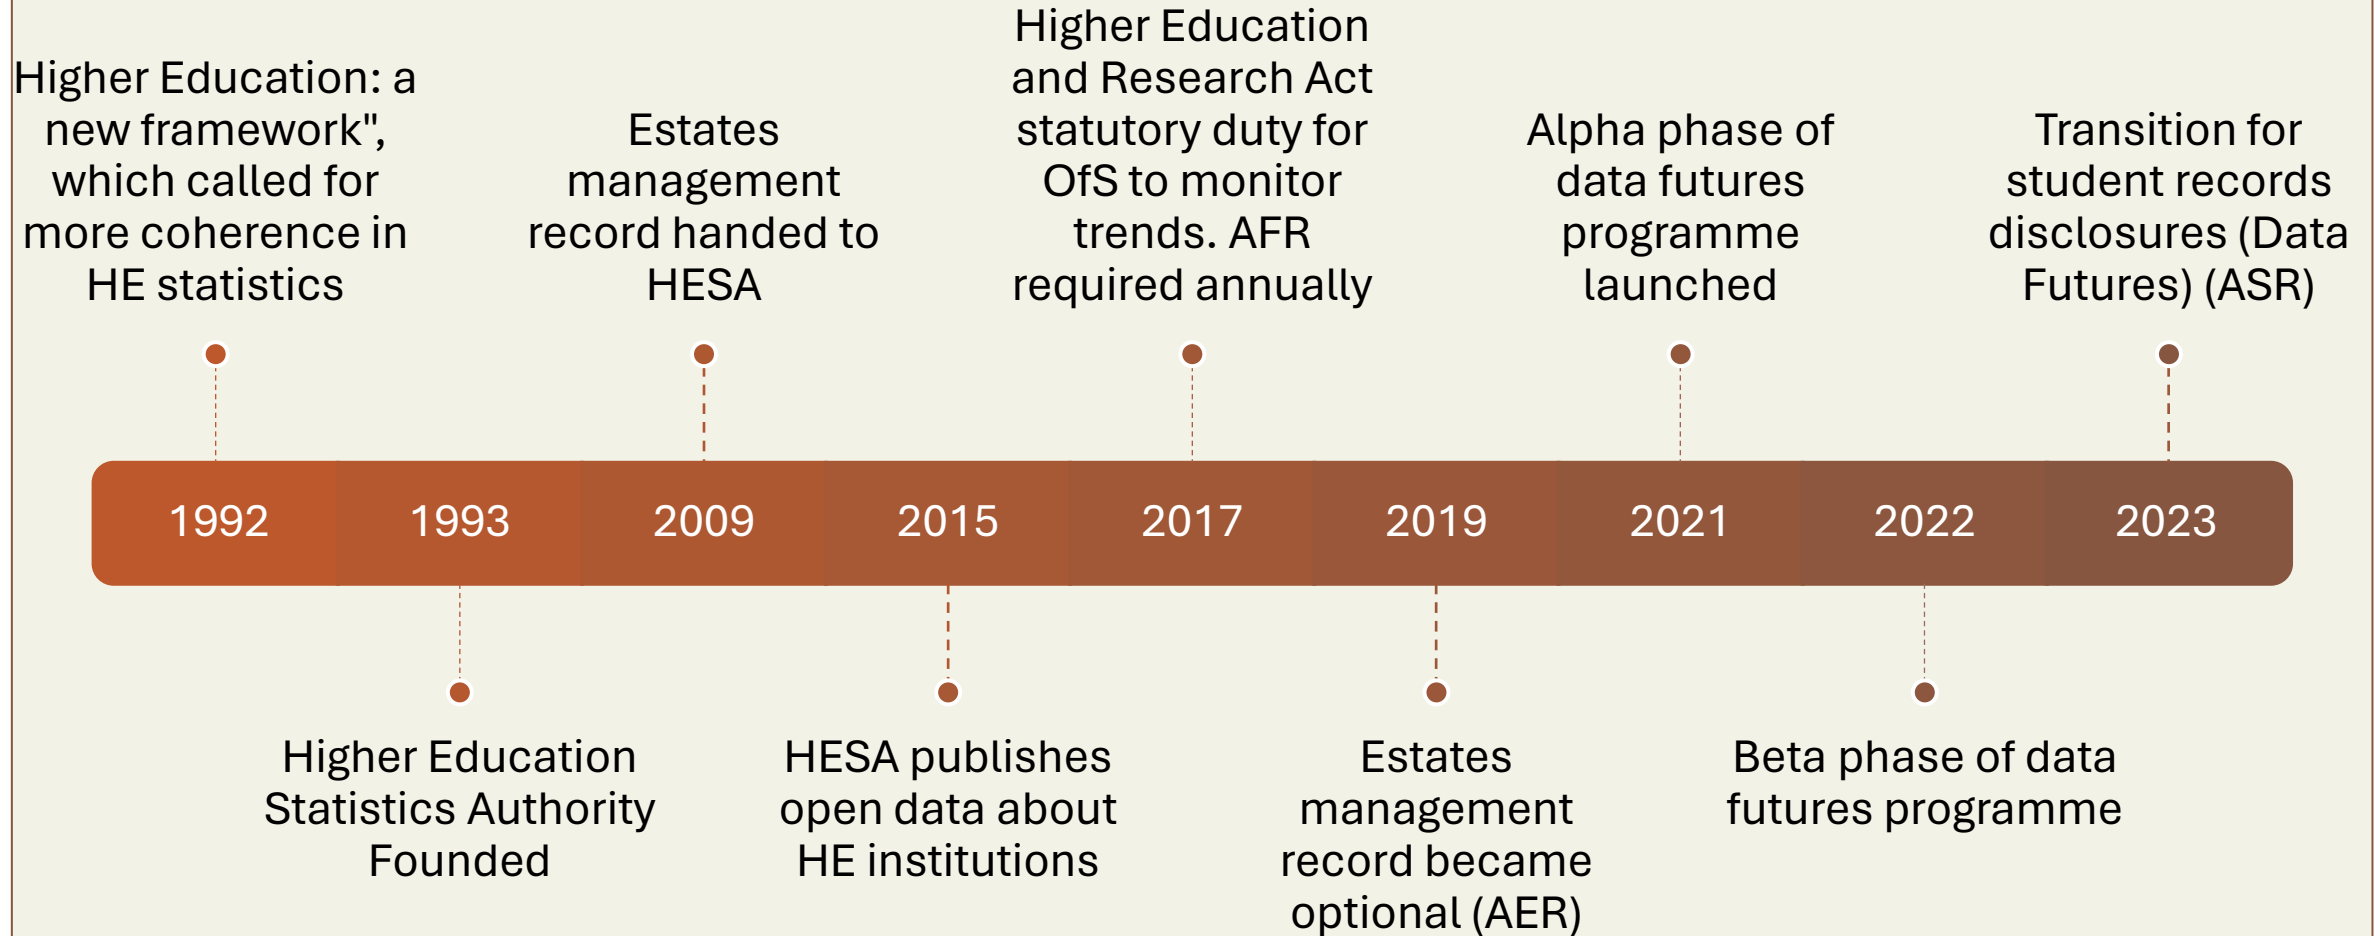 Higher Education: a
new framework",
which called for
more coherence in
HE statistics
Estates
management
record handed to
HESA
Higher Education
and Research Act
statutory duty for
OfS to monitor
trends. AFR
required annually
Alpha phase of
data futures
programme
launched
Transition for
student records
disclosures (Data
Futures) (ASR)
1992
1993
2009
2015
2017
2019
2021
2022
2023
Higher Education
Statistics Authority
Founded
HESA publishes
open data about
HE institutions
Estates
management
record became
optional (AER)
Beta phase of data
futures programme